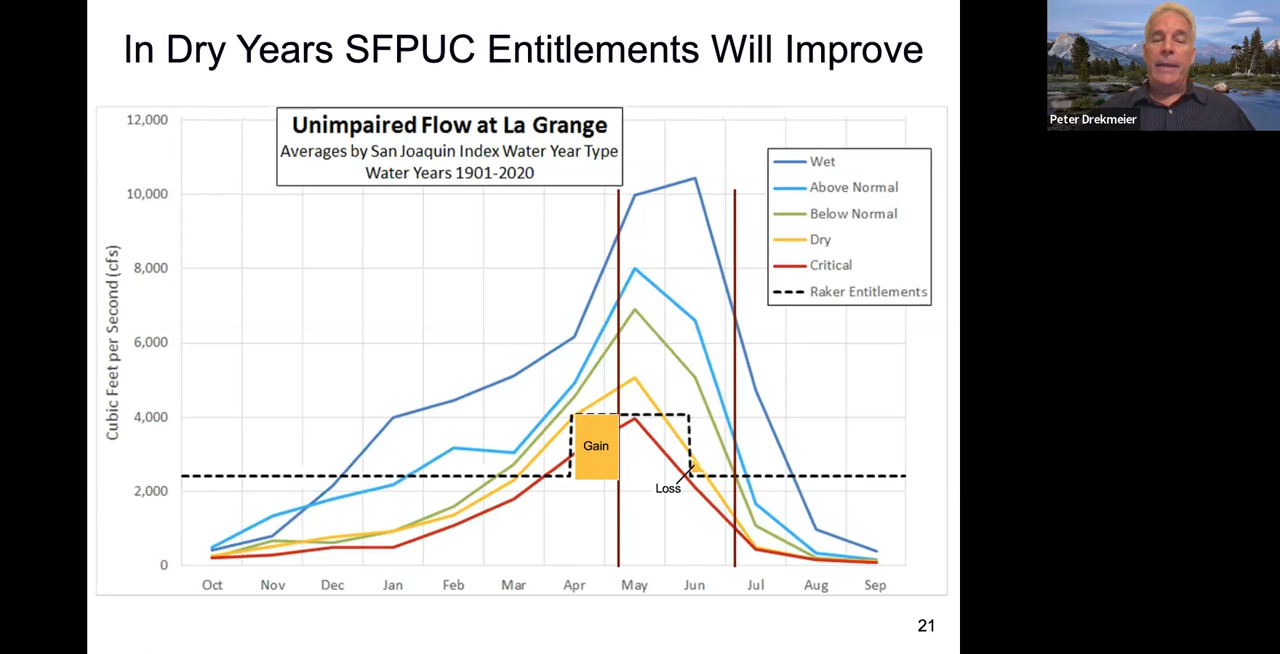 In Dry Years SFPUC Entitlements Will Improve
Peter Drekmeier
Unimpaired Flow at La Grange
Averages by San Joaquin Index Water Year Type
Water Years 1901-2020
Cubic Feet per Second (cfs)
12,000
10,000
8,000
6,000
4,000
2,000
0
Wet
Above Normal
Below Normal
Dry
Critical
Raker Entitlements
Gain
Loss
Oct Nov Dec Jan Feb Mar Apr May Jun Jul Aug Sep
21